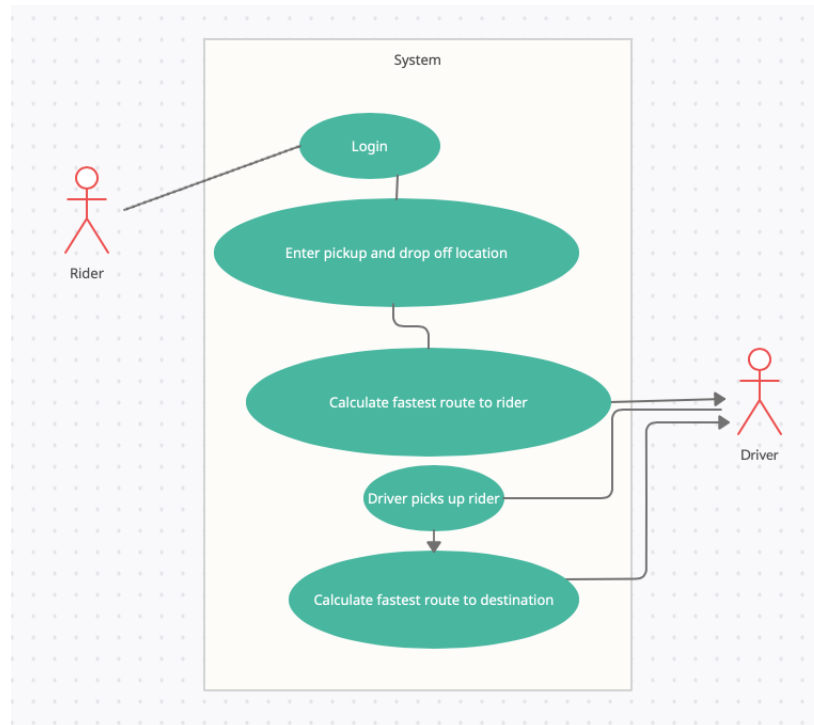 System
Login
Rider
Enter pickup and drop off location
Calculate fastest route to rider
Driver
Driver picks up rider
Calculate fastest route to destination